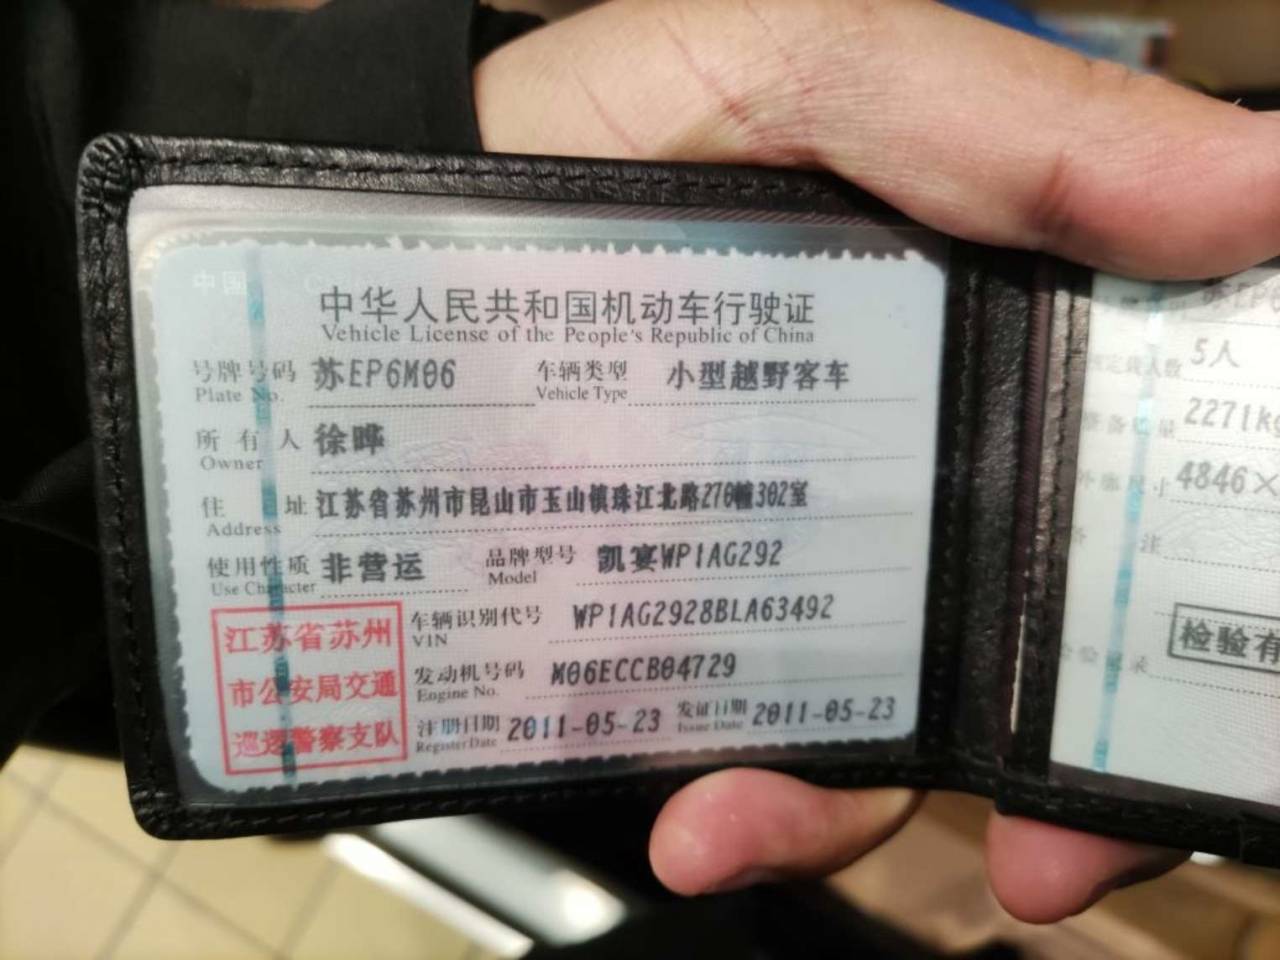 中华人民共和国机动车行驶证
Vehicle License of the People's Republic of China
号牌号码 苏EP6M06 车辆类型 小型越野客车
Plate No. Vehicle Type
所有人 徐晔
Owner
住址 江苏省苏州市昆山市玉山镇珠江北路270幢302室
Address
使用性质 非营运 品牌型号 凯宴WP1AG292
Use Character Model
江苏省苏州
市公安局交通
巡逻警察支队
车辆识别代号 WP1AG2928BLA63492
VIN
发动机号码 M06ECCB04729
Engine No.
注册日期 2011-05-23 发证日期 2011-05-23
Register Date Issue Date
5人
2271kg
4846×
注
检验有